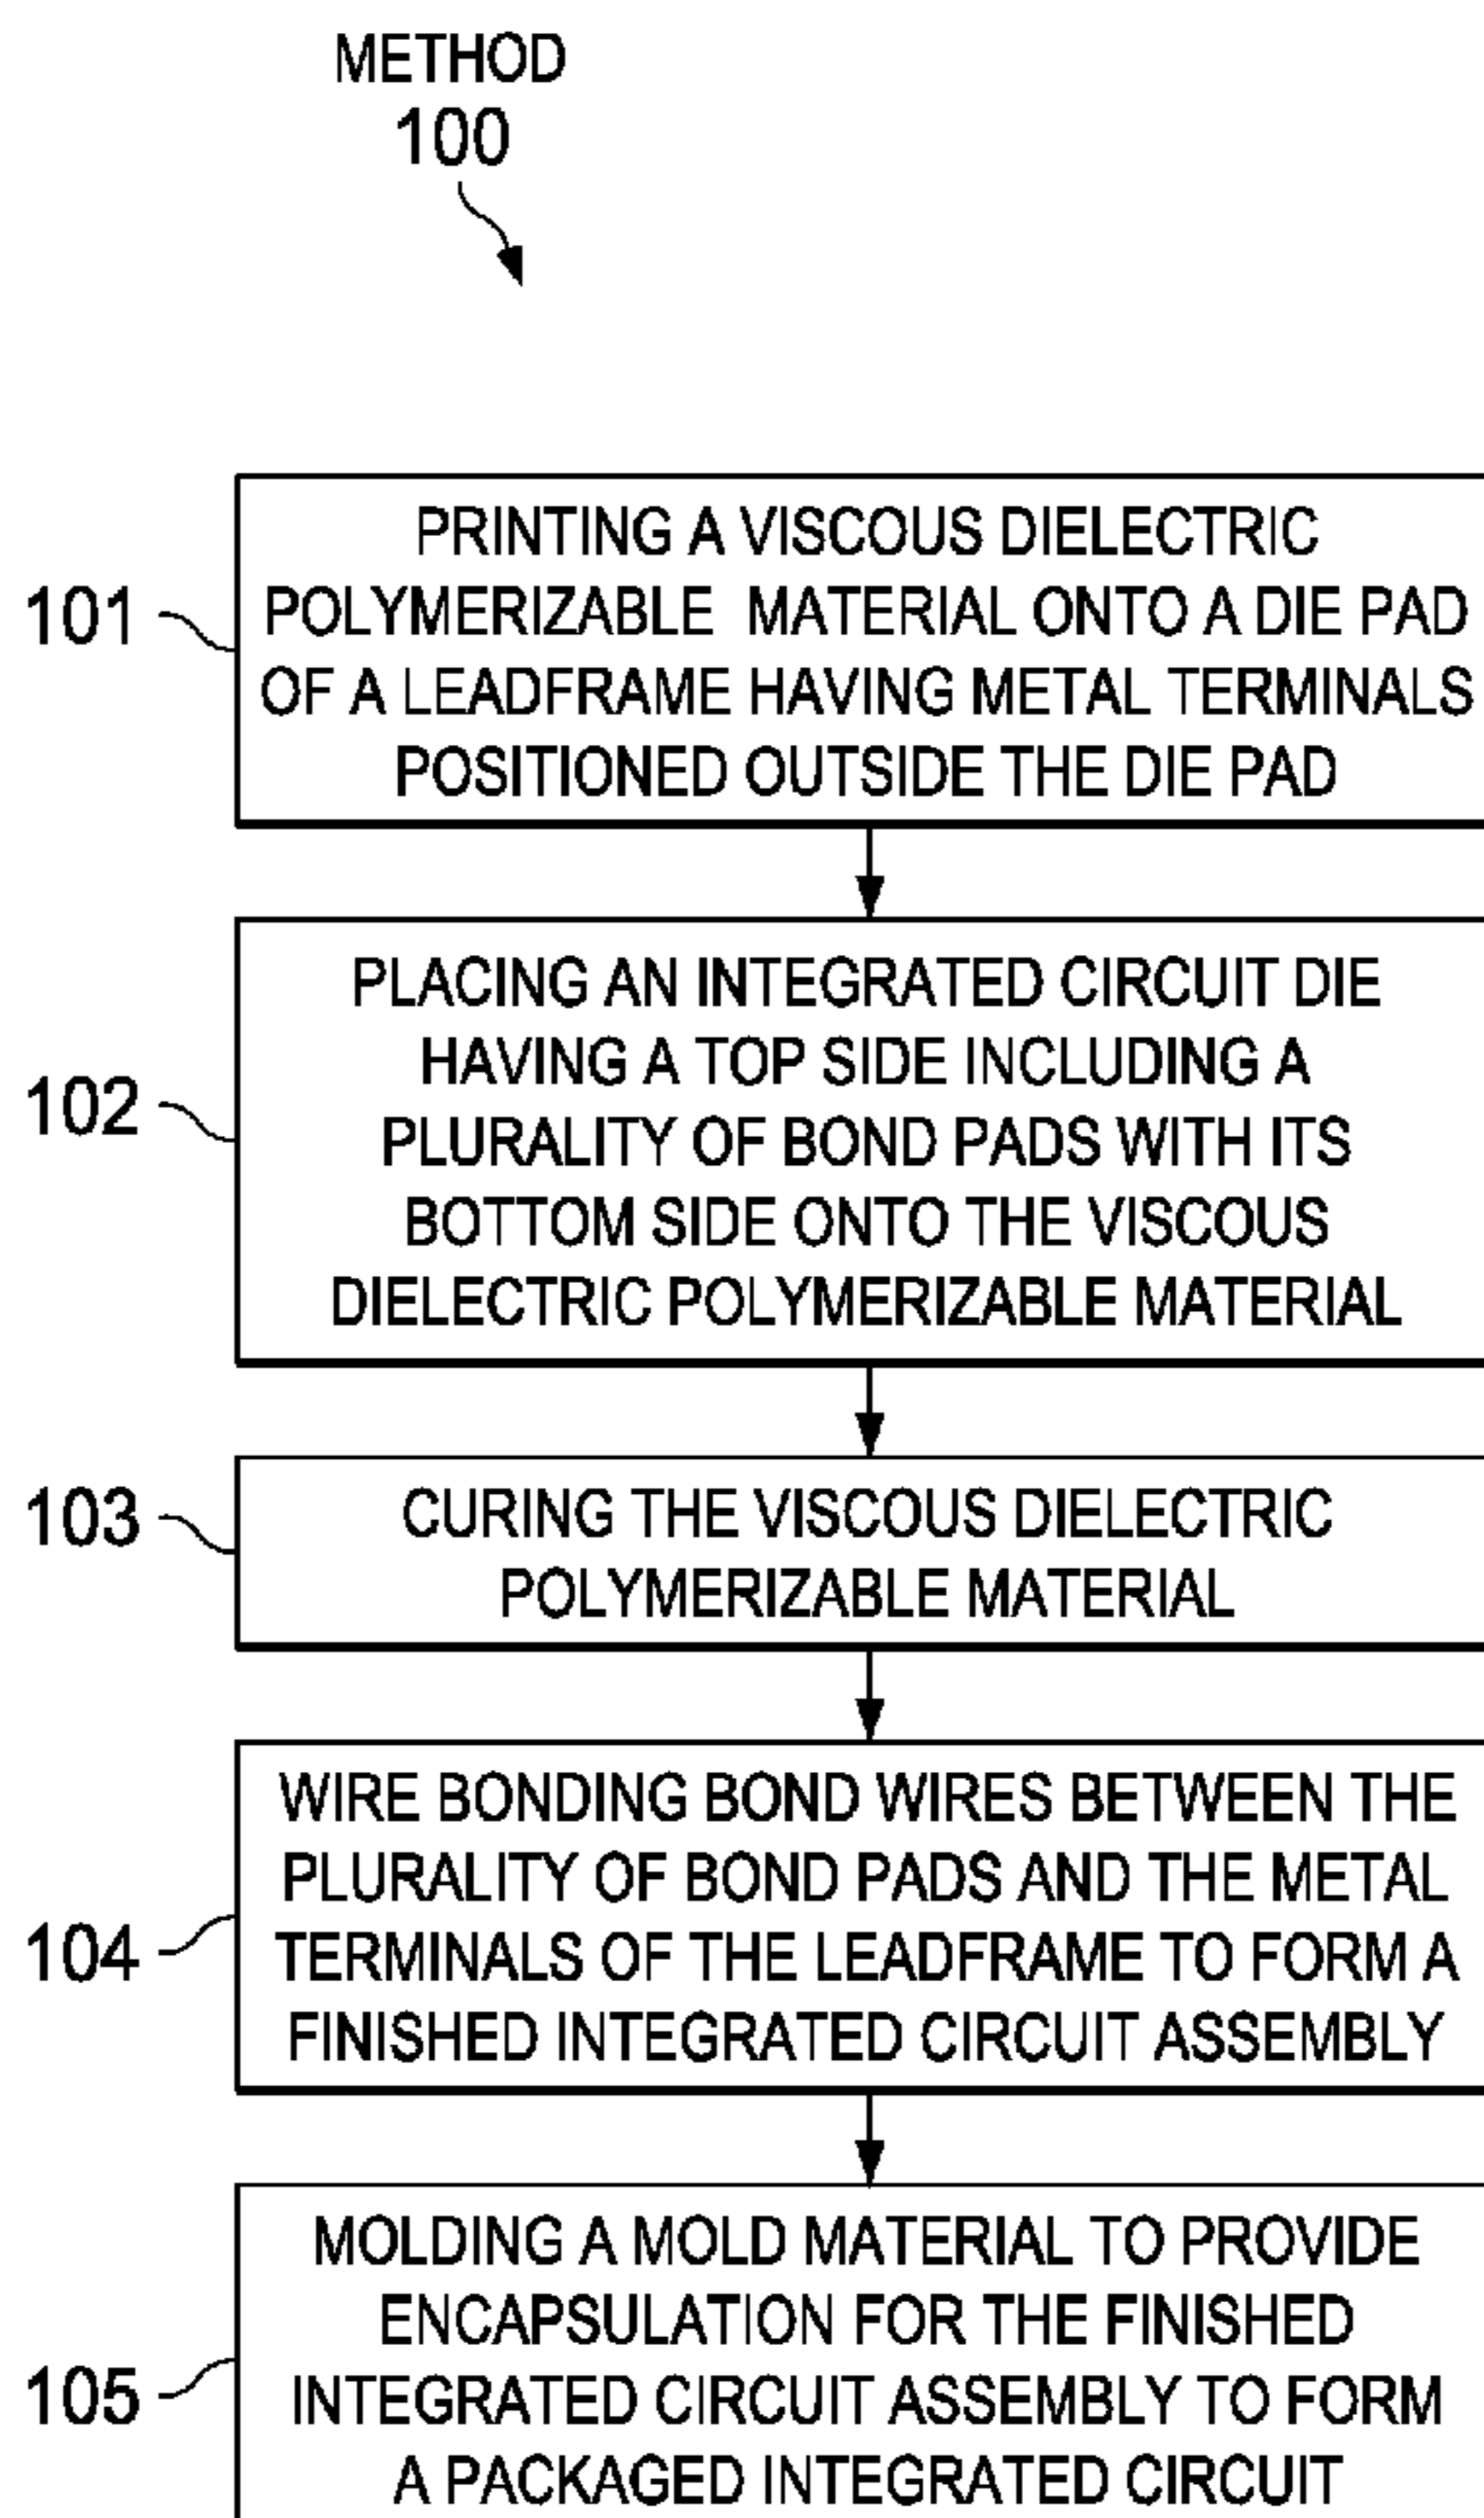 METHOD
100
101
PRINTING A VISCOUS DIELECTRIC
POLYMERIZABLE MATERIAL ONTO A DIE PAD
OF A LEADFRAME HAVING METAL TERMINALS
POSITIONED OUTSIDE THE DIE PAD
102
PLACING AN INTEGRATED CIRCUIT DIE
HAVING A TOP SIDE INCLUDING A
PLURALITY OF BOND PADS WITH ITS
BOTTOM SIDE ONTO THE VISCOUS
DIELECTRIC POLYMERIZABLE MATERIAL
103
CURING THE VISCOUS DIELECTRIC
POLYMERIZABLE MATERIAL
104
WIRE BONDING BOND WIRES BETWEEN THE
PLURALITY OF BOND PADS AND THE METAL
TERMINALS OF THE LEADFRAME TO FORM A
FINISHED INTEGRATED CIRCUIT ASSEMBLY
105
MOLDING A MOLD MATERIAL TO PROVIDE
ENCAPSULATION FOR THE FINISHED
INTEGRATED CIRCUIT ASSEMBLY TO FORM
A PACKAGED INTEGRATED CIRCUIT